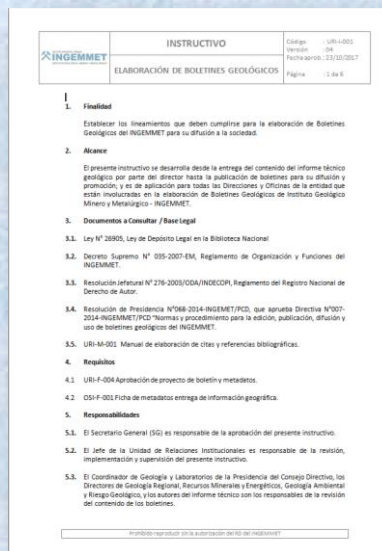 INSTRUCTIVO
Código : URI-I-001
Versión : 04
Fecha aprob. : 23/10/2017
INGEMMET
ELABORACIÓN DE BOLETINES GEOLÓGICOS
Página : 1 de 6
1. Finalidad
Establecer los lineamientos que deben cumplirse para la elaboración de Boletines
Geológicos del INGEMMET para su difusión a la sociedad.
2. Alcance
El presente instructivo se desarrolla desde la entrega del contenido del informe técnico
geológico por parte del director hasta la publicación de boletines para su difusión y
promoción; y es de aplicación para todas las Direcciones y Oficinas de la entidad que
están involucradas en la elaboración de Boletines Geológicos de Instituto Geológico
Minero y Metalúrgico - INGEMMET.
3. Documentos a Consultar / Base Legal
3.1. Ley N° 26905, Ley de Depósito Legal en la Biblioteca Nacional
3.2. Decreto Supremo N° 035-2007-EM, Reglamento de Organización y Funciones del
INGEMMET.
3.3. Resolución Jefatural N° 276-2003/ODA/INDECOPI, Reglamento del Registro Nacional de
Derecho de Autor.
3.4. Resolución de Presidencia N°068-2014-INGEMET/PCD, que aprueba Directiva N°007-
2014-INGEMMET/PCD "Normas y procedimiento para la edición, publicación, difusión y
uso de boletines geológicos del INGEMMET.
3.5. URI-M-001 Manual de elaboración de citas y referencias bibliográficas.
4. Requisitos
4.1 URI-F-004 Aprobación de proyecto de boletín y metadatos.
4.2 OSI-F-001 Ficha de metadatos entrega de información geográfica.
5. Responsabilidades
5.1. El Secretario General (SG) es responsable de la aprobación del presente instructivo.
5.2. El Jefe de la Unidad de Relaciones Institucionales es responsable de la revisión,
implementación y supervisión del presente instructivo.
5.3. El Coordinador de Geología y Laboratorios de la Presidencia del Consejo Directivo, los
Directores de Geología Regional, Recursos Minerales y Energéticos, Geología Ambiental
y Riesgo Geológico, y los autores del informe técnico son los responsables de la revisión
del contenido de los boletines.
Prohibido reproducir sin la autorización del RD del INGEMMET